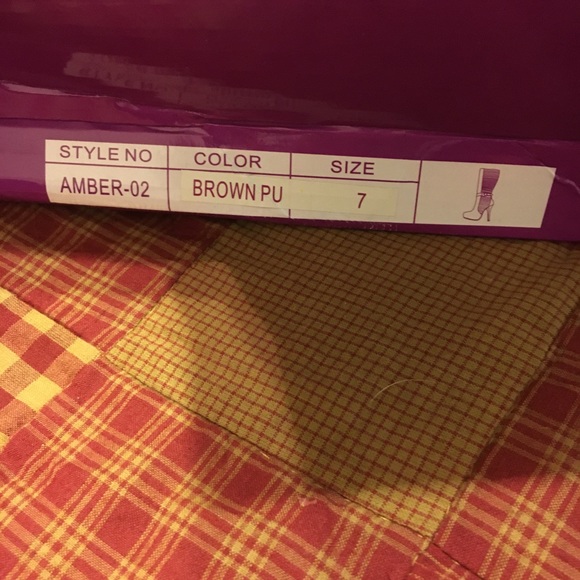 STYLE NO COLOR SIZE
AMBER-02 BROWN PU 7